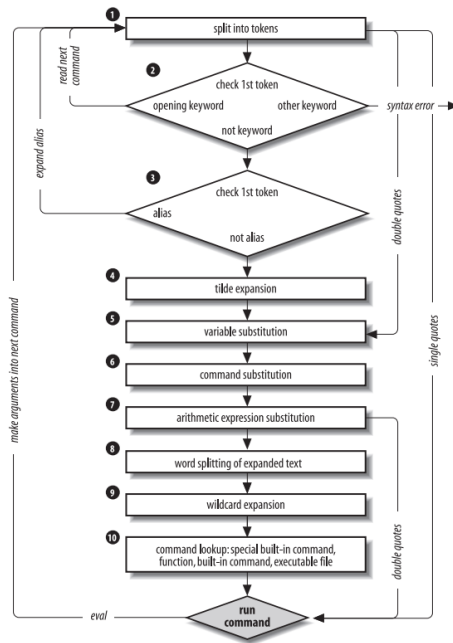 1
split into tokens
read next
command
2
check 1st token
opening keyword
other keyword
not keyword
syntax error
expand alias
3
check 1st token
alias
not alias
double quotes
4
tilde expansion
5
variable substitution
single quotes
make arguments into next command
6
command substitution
7
arithmetic expression substitution
8
word splitting of expanded text
9
wildcard expansion
10
command lookup: special built-in command,
function, built-in command, executable file
double quotes
eval
run
command